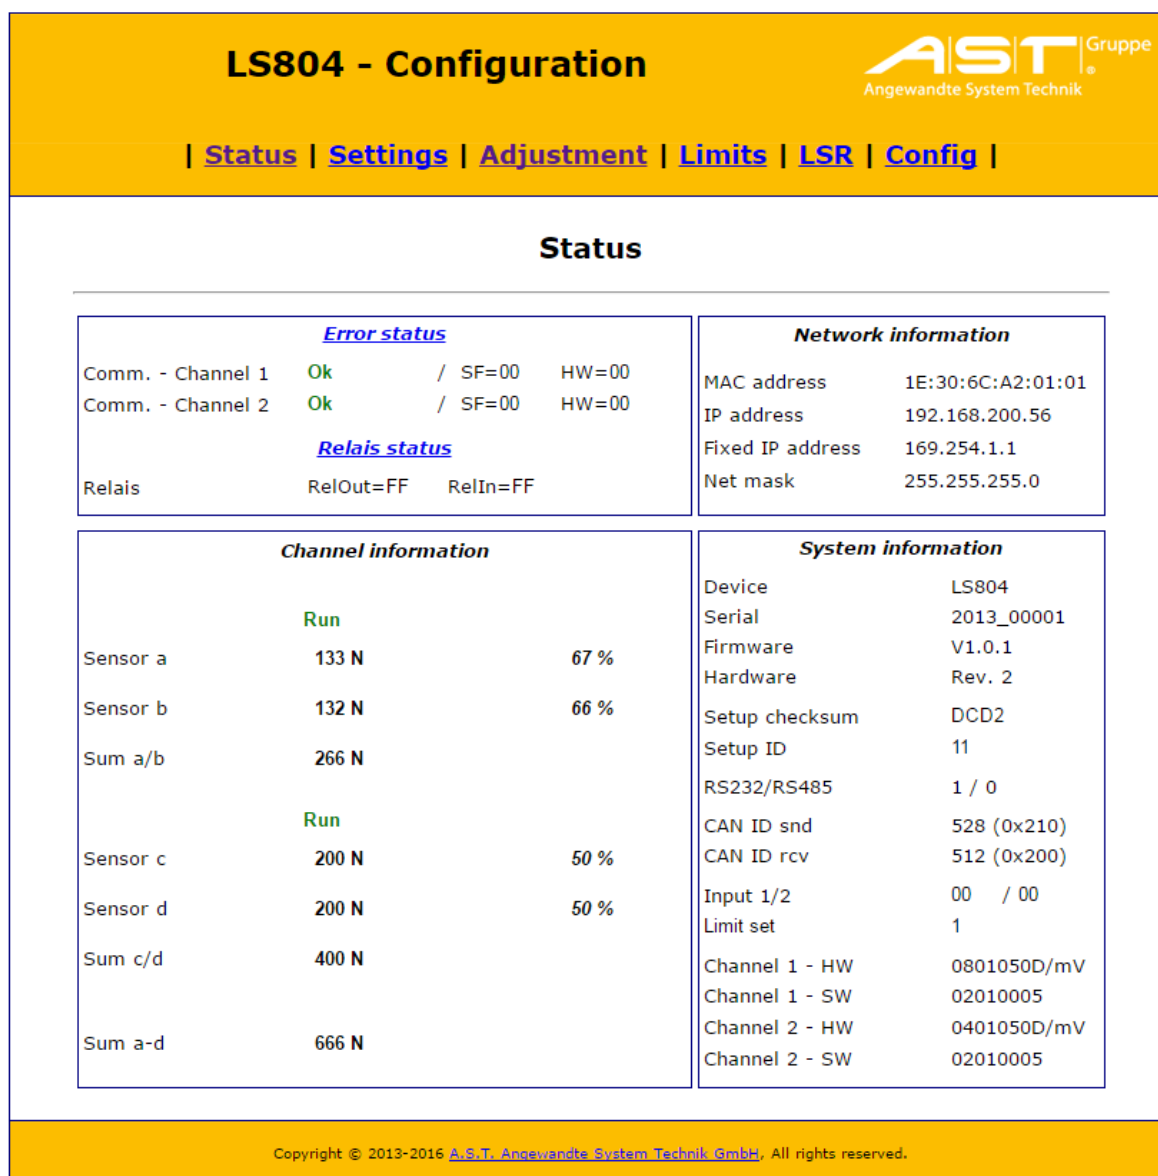 LS804 - Configuration
AST® Gruppe
Angewandte System Technik
| Status | Settings | Adjustment | Limits | LSR | Config |
Status
Error status
Comm. - Channel 1 Ok / SF=00 HW=00
Comm. - Channel 2 Ok / SF=00 HW=00
Relais status
Relais RelOut=FF RelIn=FF
Network information
MAC address 1E:30:6C:A2:01:01
IP address 192.168.200.56
Fixed IP address 169.254.1.1
Net mask 255.255.255.0
Channel information
Run
Sensor a 133 N 67 %
Sensor b 132 N 66 %
Sum a/b 266 N
Run
Sensor c 200 N 50 %
Sensor d 200 N 50 %
Sum c/d 400 N
Sum a-d 666 N
System information
Device LS804
Serial 2013_00001
Firmware V1.0.1
Hardware Rev. 2
Setup checksum DCD2
Setup ID 11
RS232/RS485 1 / 0
CAN ID snd 528 (0x210)
CAN ID rcv 512 (0x200)
Input 1/2 00 / 00
Limit set 1
Channel 1 - HW 0801050D/mV
Channel 1 - SW 02010005
Channel 2 - HW 0401050D/mV
Channel 2 - SW 02010005
Copyright © 2013-2016 A.S.T. Angewandte System Technik GmbH, All rights reserved.